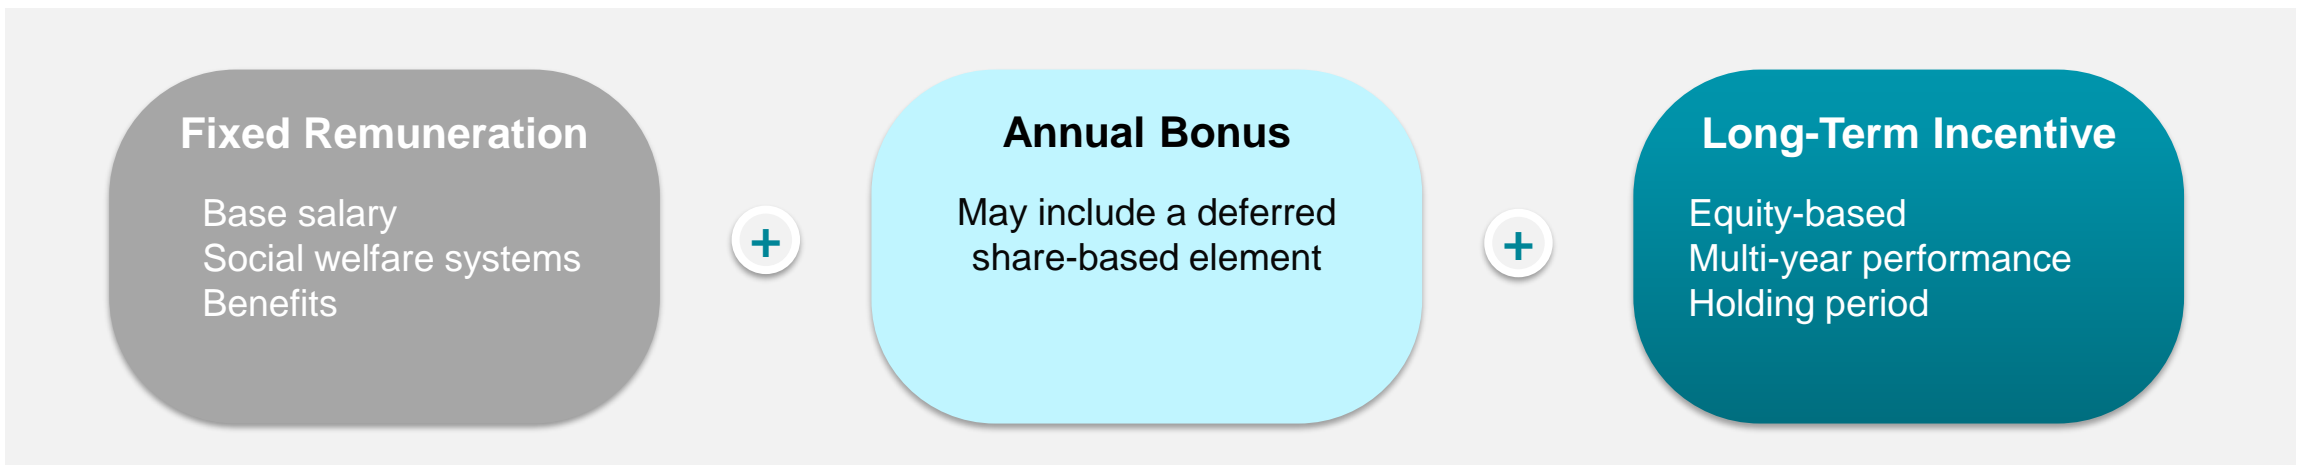 Fixed Remuneration
Base salary
Social welfare systems
Benefits
+
Annual Bonus
May include a deferred
share-based element
+
Long-Term Incentive
Equity-based
Multi-year performance
Holding period